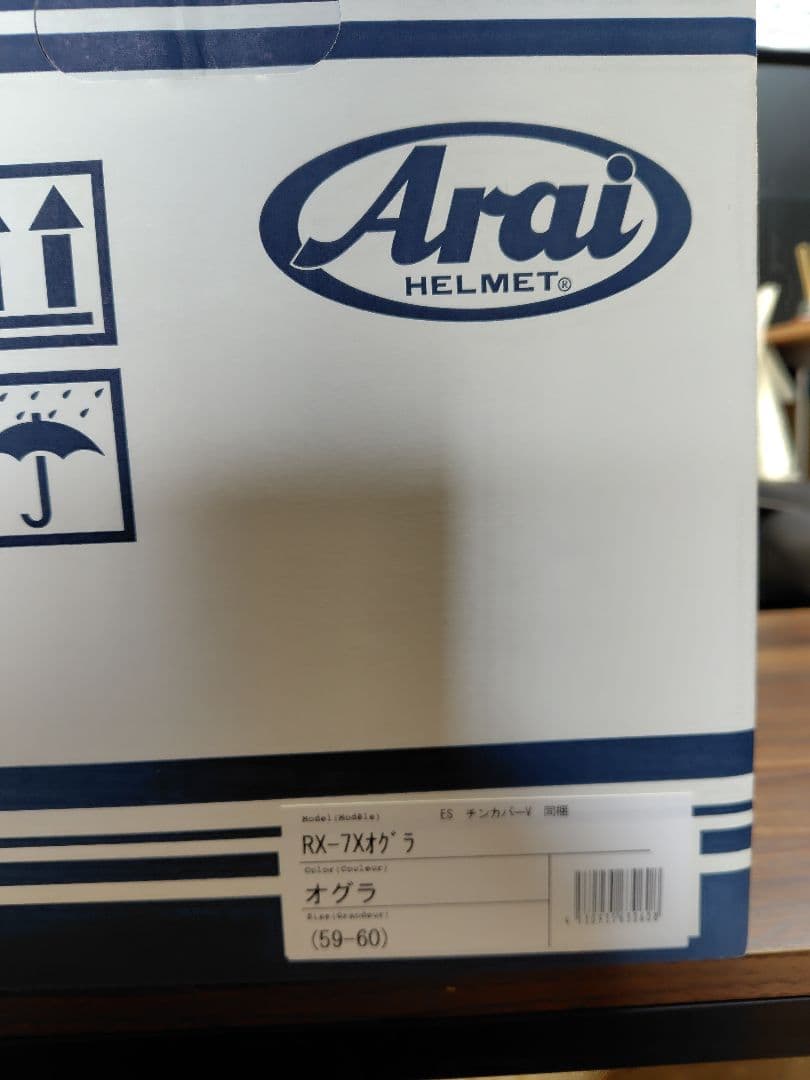 Arai
HELMET®
Model(Modèle)
ES チンカバーV 同梱
RX-7Xオグラ
Color(Couleur)
オグラ
Size(Grandeur)
(59-60)